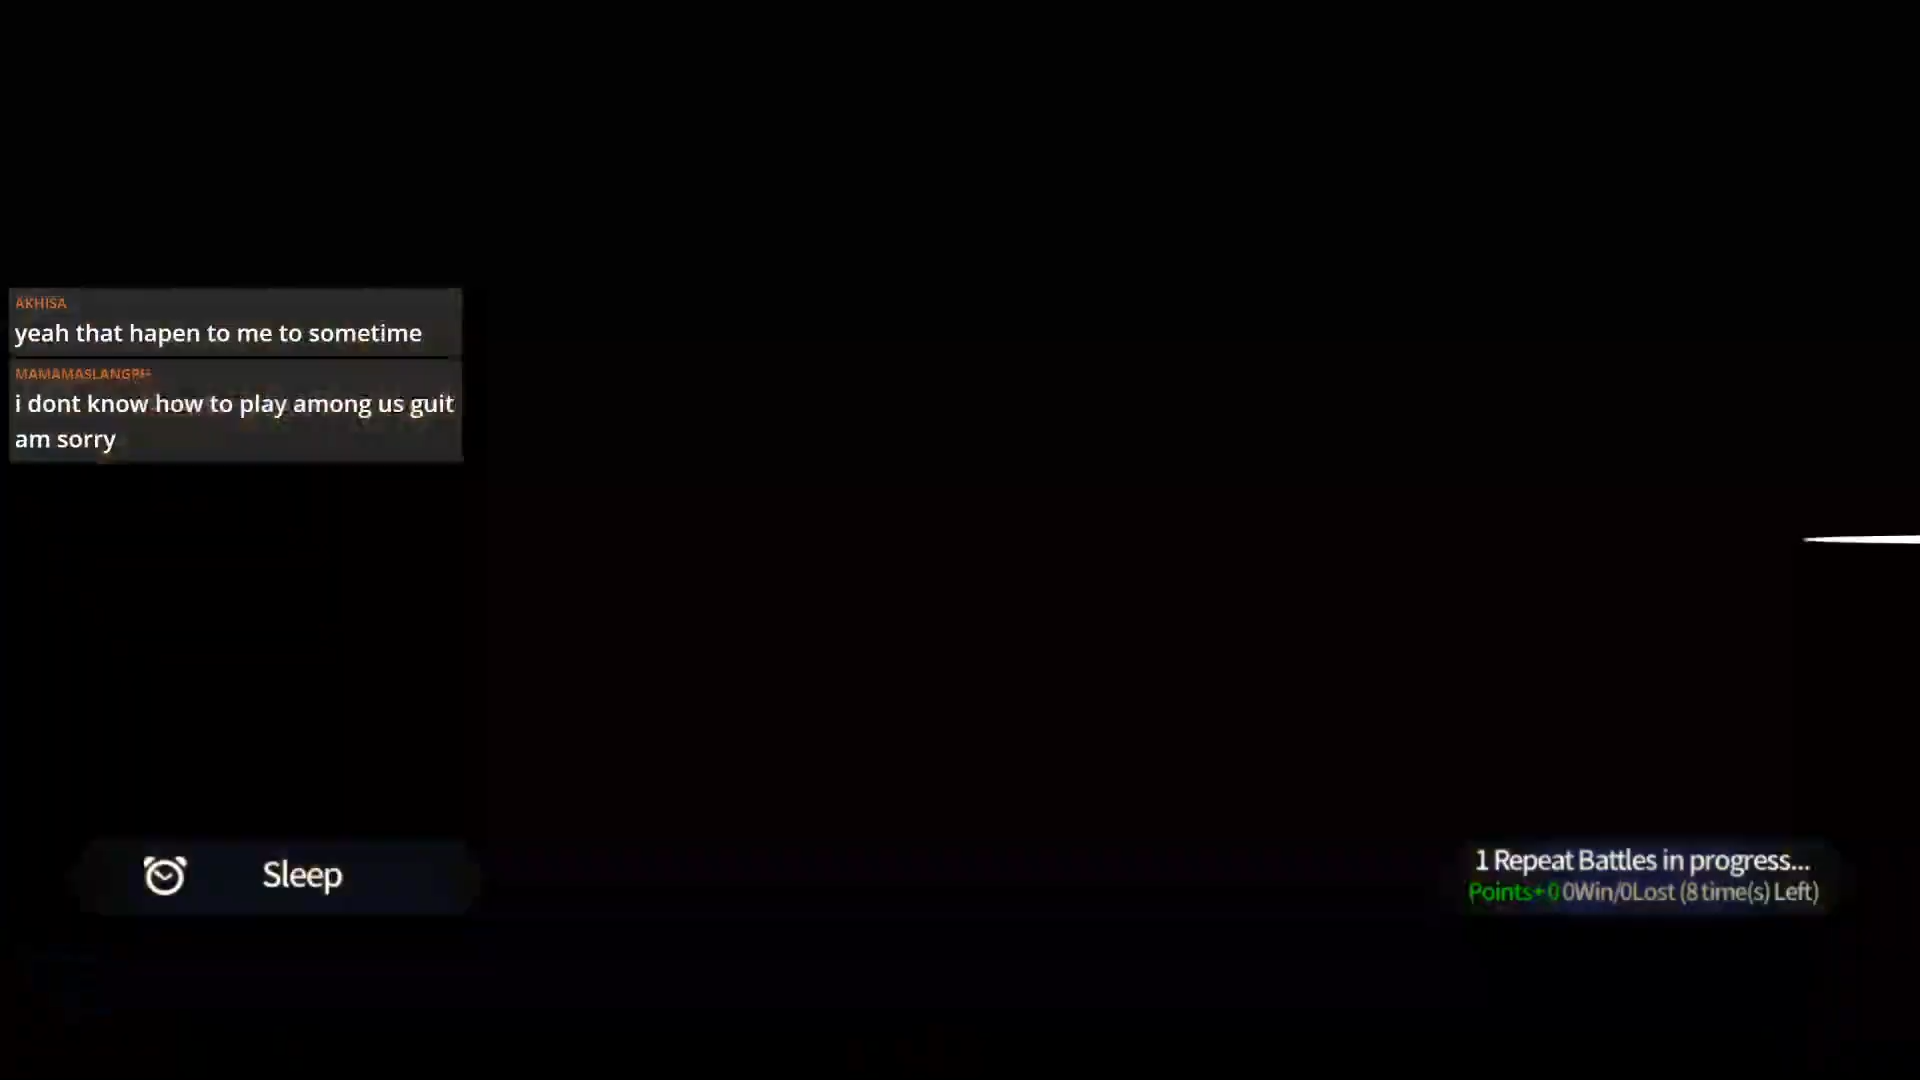 AKHISA
yeah that hapen to me to sometime
MAMAMASLANGPH
i dont know how to play among us guit
am sorry
Sleep
1 Repeat Battles in progress...
Points+0 0Win/0Lost (8 time(s) Left)